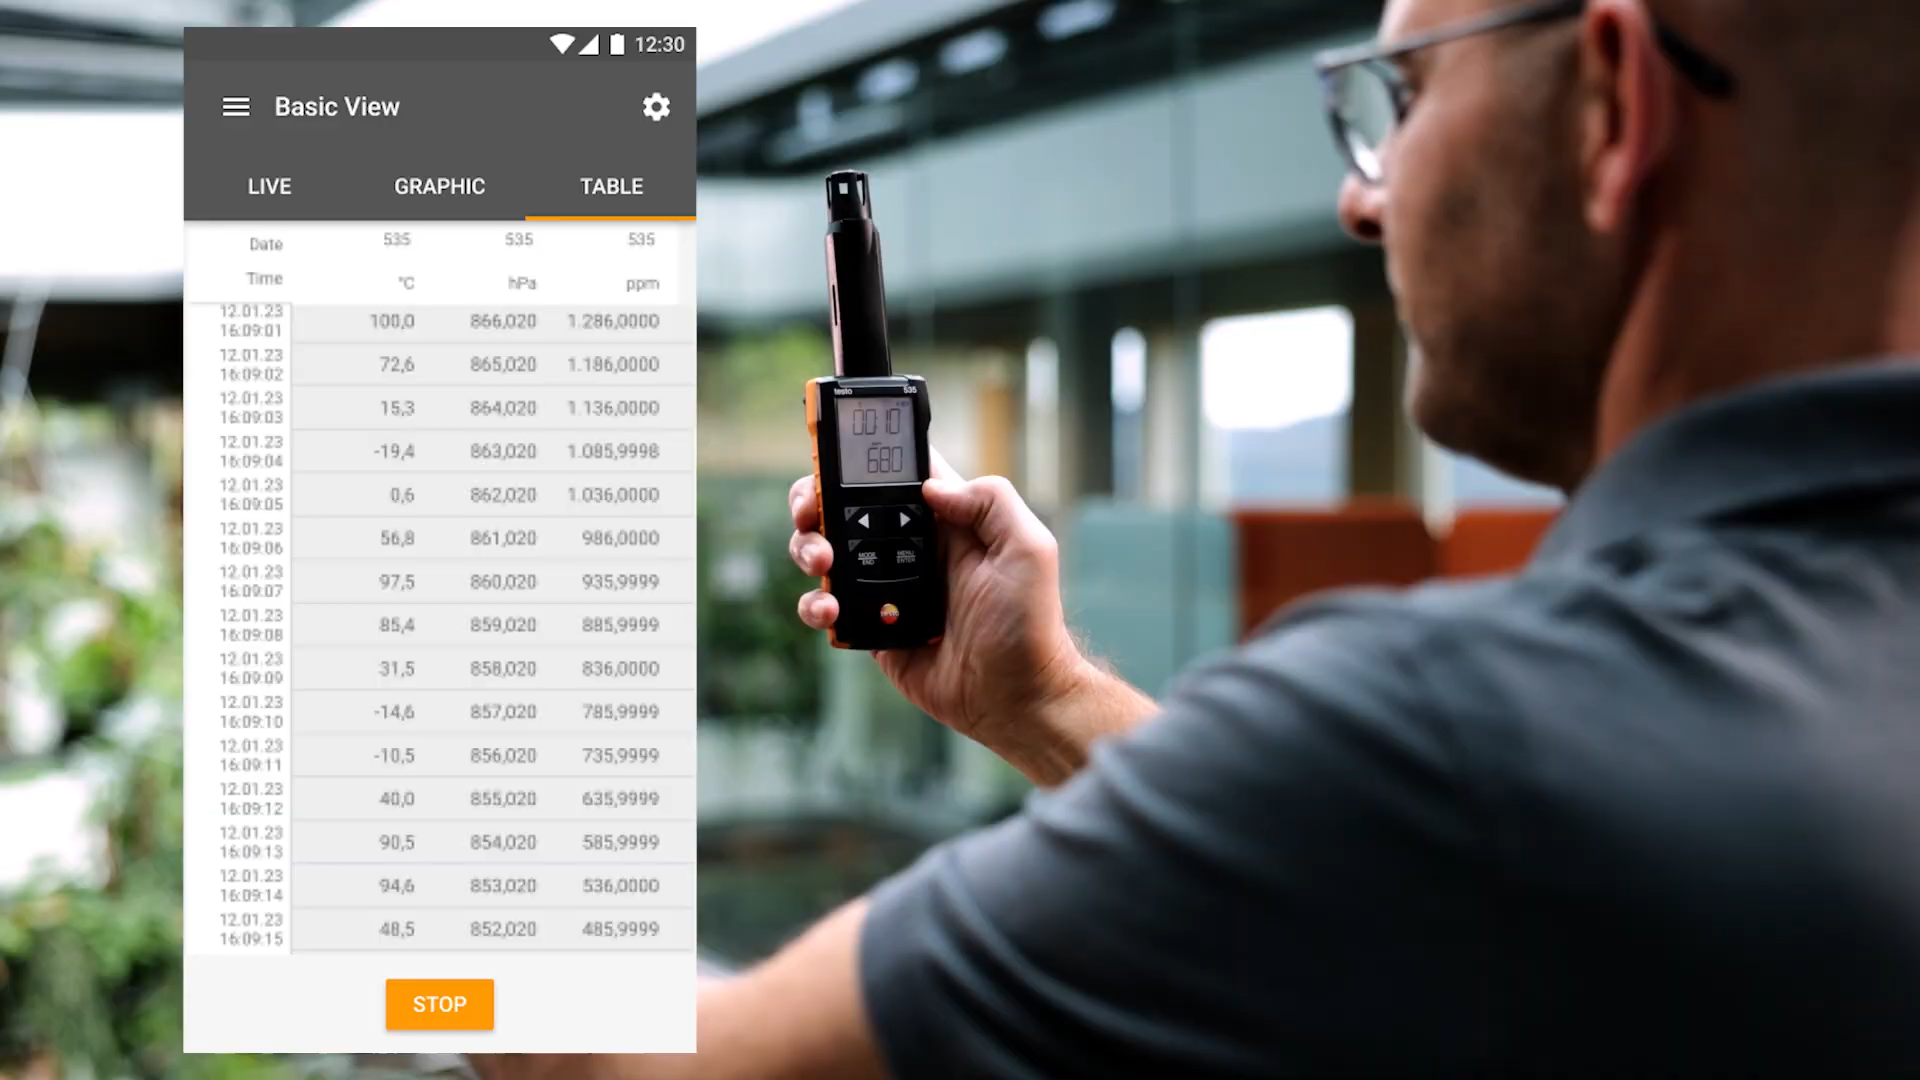 12:30
Basic View
LIVE GRAPHIC TABLE
Date 535 535 535
Time °C hPa ppm
12.01.23
16:09:01 100,0 866,020 1.286,0000
12.01.23
16:09:02 72,6 865,020 1.186,0000
12.01.23
16:09:03 15,3 864,020 1.136,0000
12.01.23
16:09:04 -19,4 863,020 1.085,9998
12.01.23
16:09:05 0,6 862,020 1.036,0000
12.01.23
16:09:06 56,8 861,020 986,0000
12.01.23
16:09:07 97,5 860,020 935,9999
12.01.23
16:09:08 85,4 859,020 885,9999
12.01.23
16:09:09 31,5 858,020 836,0000
12.01.23
16:09:10 -14,6 857,020 785,9999
12.01.23
16:09:11 -10,5 856,020 735,9999
12.01.23
16:09:12 40,0 855,020 635,9999
12.01.23
16:09:13 90,5 854,020 585,9999
12.01.23
16:09:14 94,6 853,020 536,0000
12.01.23
16:09:15 48,5 852,020 485,9999
STOP
testo 535
00:10
680
MODE MENU
END ENTER